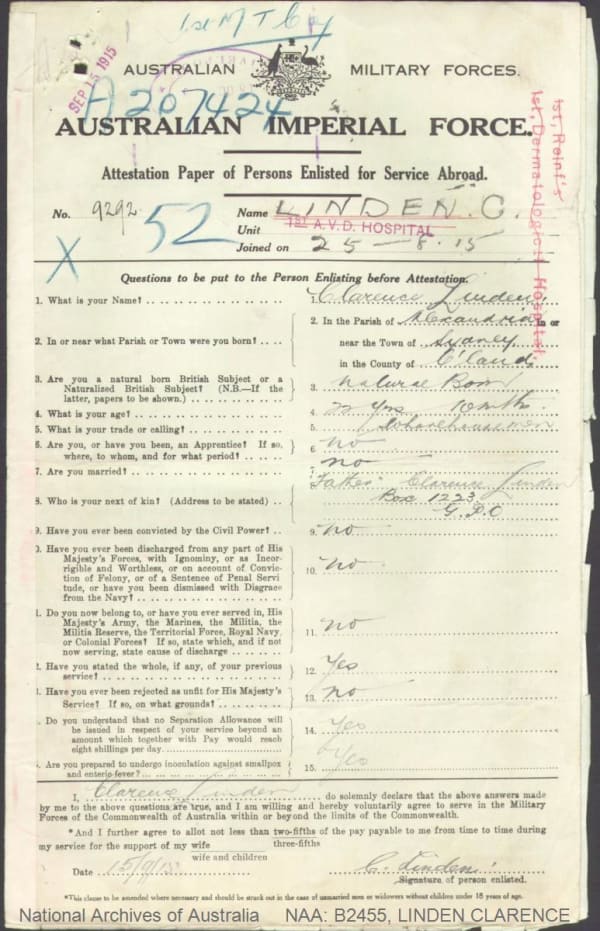 1st M T Coy
SEP 15 1915
AUSTRALIAN MILITARY FORCES.
A207424
AUSTRALIAN IMPERIAL FORCE.
1st, Reinf's
1st. Dermatological Hospital.
Attestation Paper of Persons Enlisted for Service Abroad.
No. 9292 52 Name LINDEN. C.
Unit 1ST A.V.D. HOSPITAL
Joined on 25-8-15
X
Questions to be put to the Person Enlisting before Attestation.
1. What is your Name? 1. Clarence Linden
2. In or near what Parish or Town were you born? 2. In the Parish of Alexandria in or
near the Town of Sydney
in the County of C'land
3. Are you a natural born British Subject or a
Naturalized British Subject? (N.B.—If the
latter, papers to be shown.) 3. Natural Born
4. What is your age? 4. Yrs mths.
5. What is your trade or calling? 5
6. Are you, or have you been, an Apprentice? If so,
where, to whom, and for what period? 6 no
7. Are you married? 7. no
8. Who is your next of kin? (Address to be stated) Father Clarence Linden
Box 1223
G.P.O
9. Have you ever been convicted by the Civil Power? 9. no
0. Have you ever been discharged from any part of His
Majesty's Forces, with Ignominy, or as Incor-
rigible and Worthless, or on account of Convic-
tion of Felony, or of a Sentence of Penal Servi
tude, or have you been dismissed with Disgrace
from the Navy? 10. no
1. Do you now belong to, or have you ever served in, His
Majesty's Army, the Marines, the Militia, the
Militia Reserve, the Territorial Force, Royal Navy,
or Colonial Forces? If so, state which, and if not
now serving, state cause of discharge 11. no
2. Have you stated the whole, if any, of your previous
service? 12. Yes
3. Have you ever been rejected as unfit for His Majesty's
Service? If so, on what grounds? 13. no
. Do you understand that no Separation Allowance will
be issued in respect of your service beyond an
amount which together with Pay would reach
eight shillings per day 14. Yes
. Are you prepared to undergo inoculation against smallpox
and enteric fever? 15. Yes
I, Clarence Linden do solemnly declare that the above answers made
by me to the above questions are true, and I am willing and hereby voluntarily agree to serve in the Military
Forces of the Commonwealth of Australia within or beyond the limits of the Commonwealth.
*And I further agree to allot not less than two-fifths of the pay payable to me from time to time during
three-fifths
my service for the support of my wife
wife and children
Date 15/9/15 C. Linden
Signature of person enlisted.
*This clause to be amended where necessary and should be struck out in the case of unmarried men or widowers without children under 18 years of age.
National Archives of Australia NAA: B2455, LINDEN CLARENCE